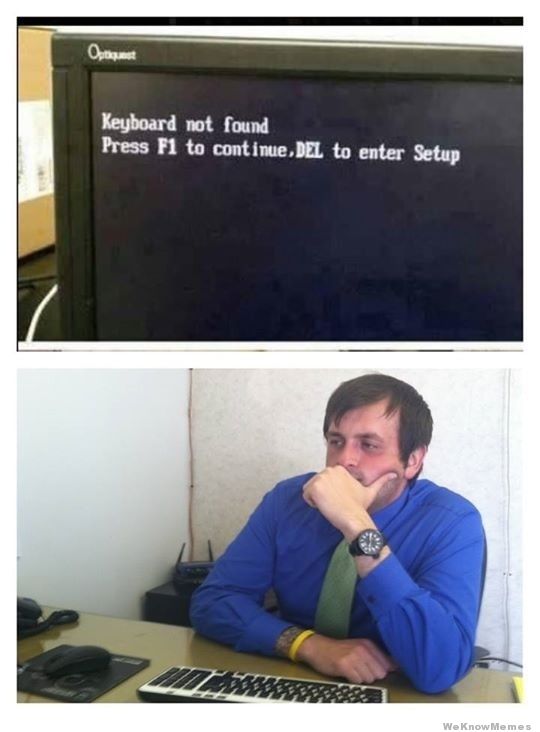 Optiquest
Keyboard not found
Press F1 to continue,DEL to enter Setup
WeKnowMemes